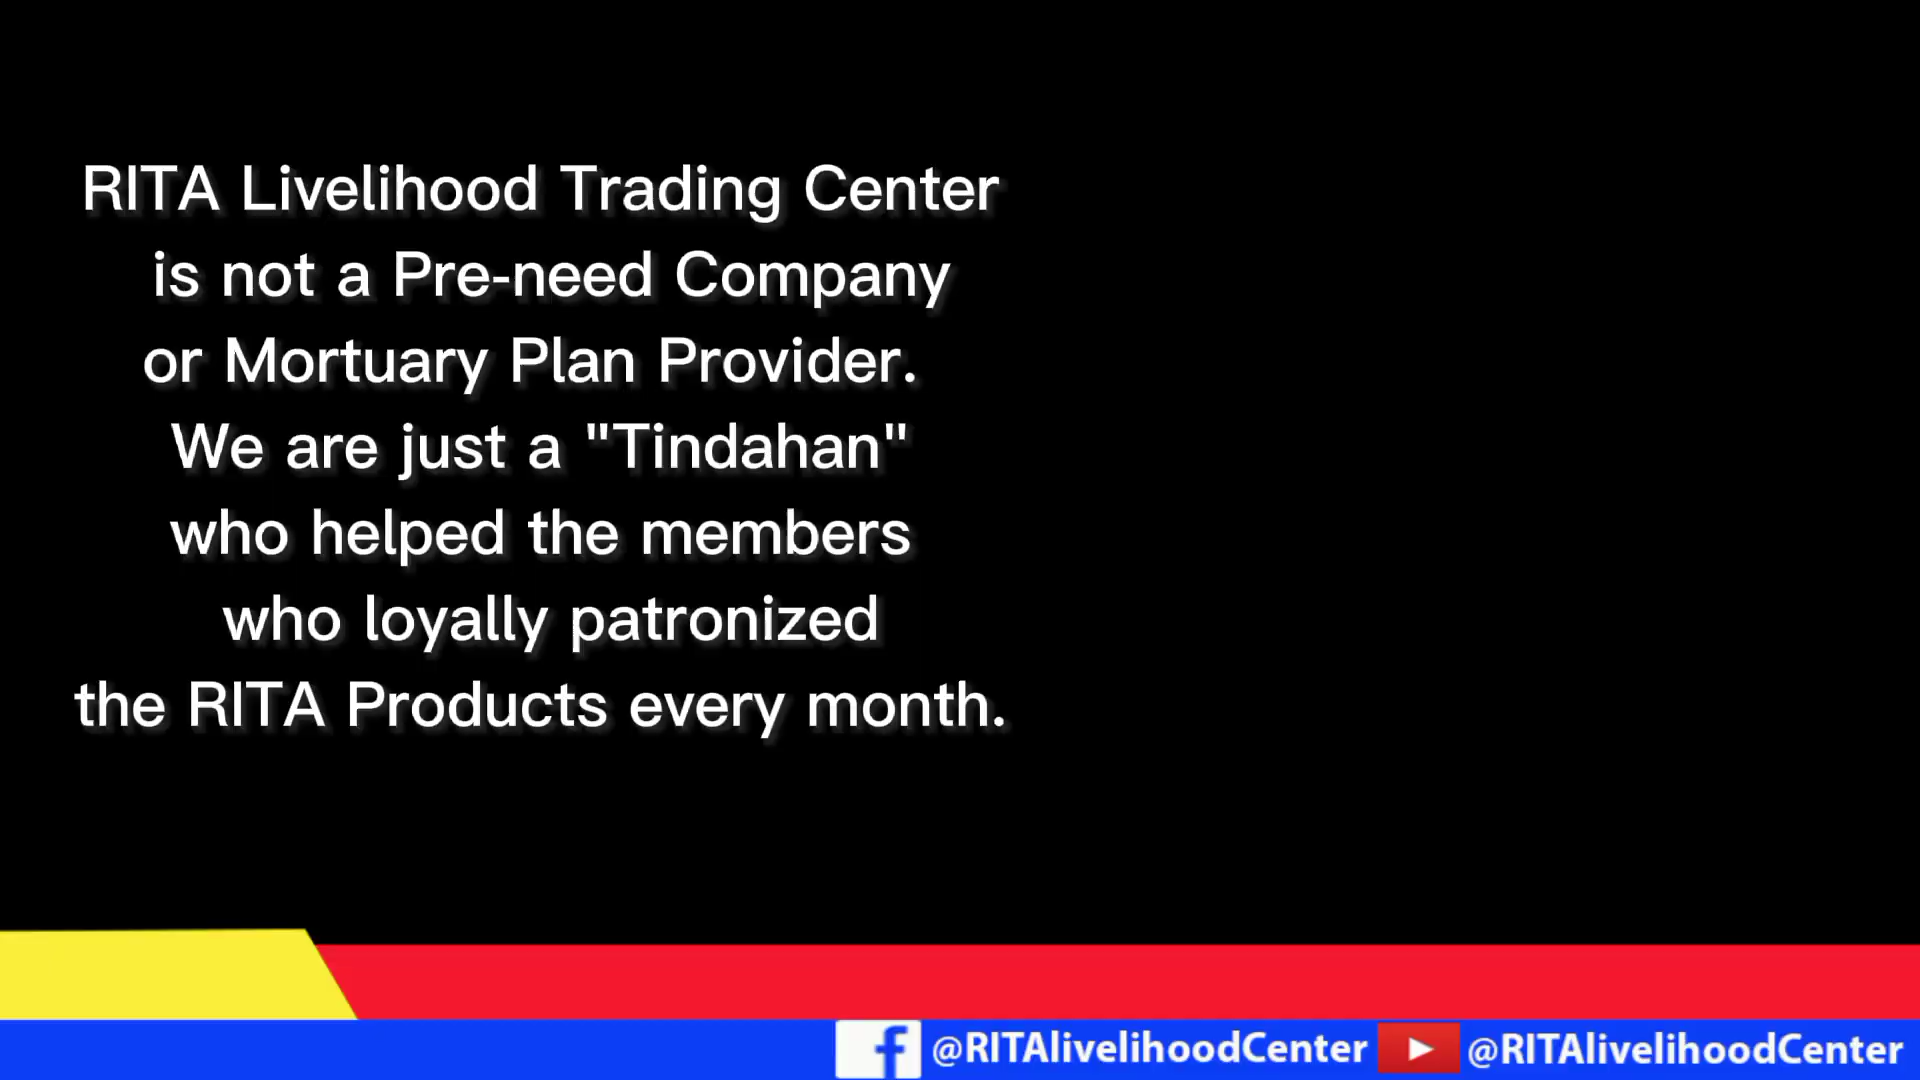 RITA Livelihood Trading Center
is not a Pre-need Company
or Mortuary Plan Provider.
We are just a "Tindahan"
who helped the members
who loyally patronized
the RITA Products every month.
f @RITAlivelihoodCenter @RITAlivelihoodCenter